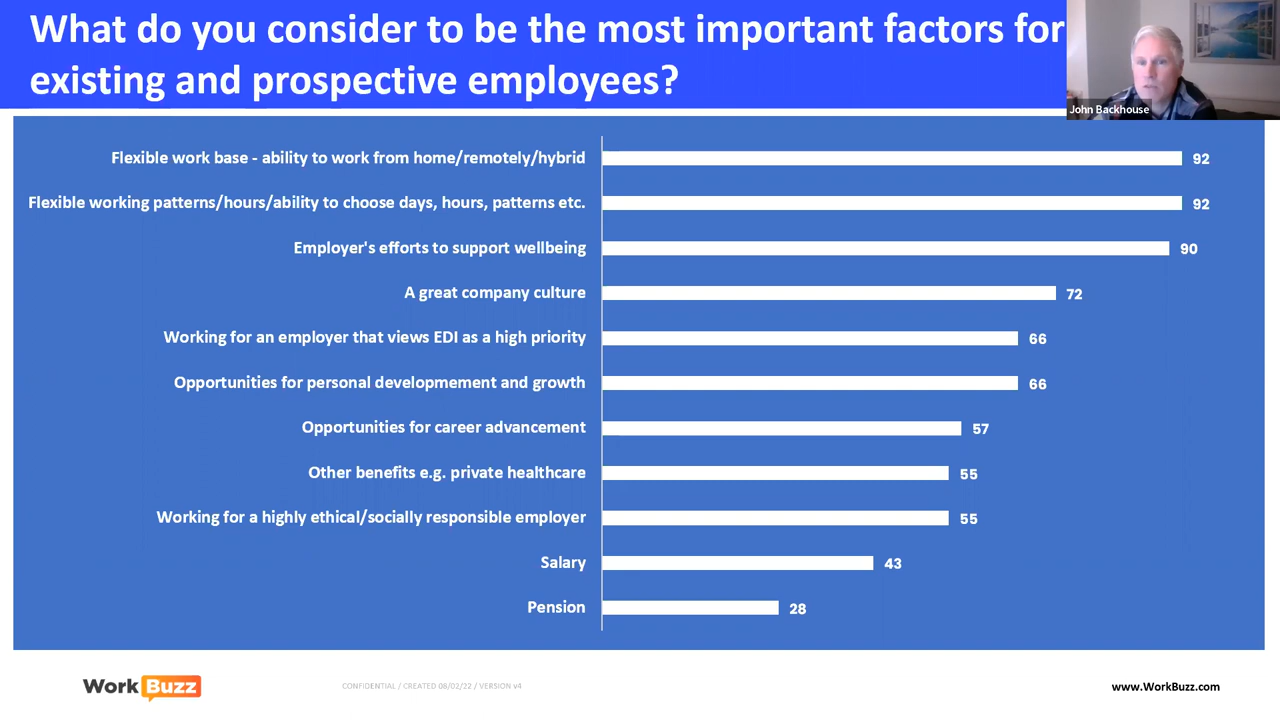 What do you consider to be the most important factors for
existing and prospective employees?
John Backhouse
Flexible work base - ability to work from home/remotely/hybrid 92
Flexible working patterns/hours/ability to choose days, hours, patterns etc. 92
Employer's efforts to support wellbeing 90
A great company culture 72
Working for an employer that views EDI as a high priority 66
Opportunities for personal developmement and growth 66
Opportunities for career advancement 57
Other benefits e.g. private healthcare 55
Working for a highly ethical/socially responsible employer 55
Salary 43
Pension 28
Work Buzz
CONFIDENTIAL / CREATED 08/02/22 / VERSION v4
www.WorkBuzz.com